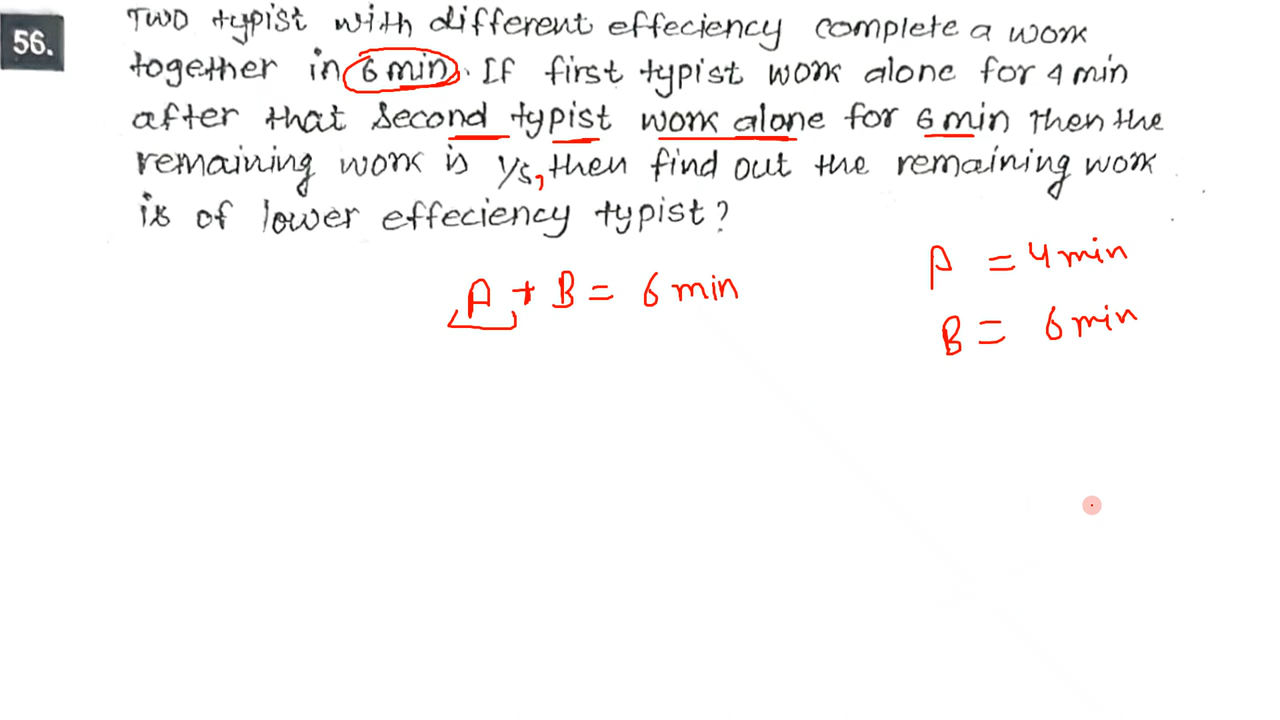 56.
Two typist with different effeciency complete a work
together in 6 min. If first typist work alone for 4 min
after that second typist work alone for 6 min then the
remaining work is 1/5, then find out the remaining work
is of lower effeciency typist?
A + B = 6 min
A = 4 min
B = 6 min